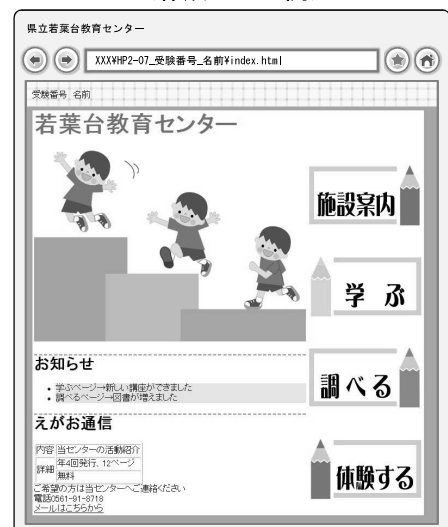 県立若葉台教育センター
XXX¥HP2-07_受験番号_名前¥index.html
受験番号 名前
若葉台教育センター
施設案内
学ぶ
調べる
体験する
お知らせ
・学ぶページ→新しい講座ができました
・調べるページ→図書が増えました
えがお通信
内容 当センターの活動紹介
詳細 年4回発行、12ページ
無料
ご希望の方は当センターへご連絡ください
電話0561-91-8718
メールはこちらから